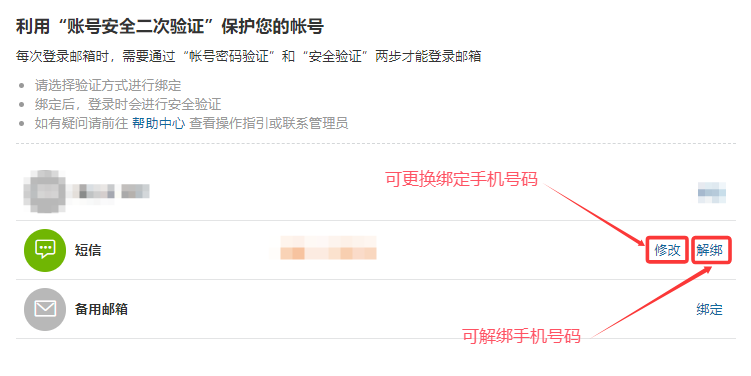 利用“账号安全二次验证”保护您的帐号
每次登录邮箱时，需要通过“帐号密码验证”和“安全验证”两步才能登录邮箱
请选择验证方式进行绑定
绑定后，登录时会进行安全验证
如有疑问请前往 帮助中心 查看操作指引或联系管理员
可更换绑定手机号码
短信
修改
解绑
备用邮箱
绑定
可解绑手机号码